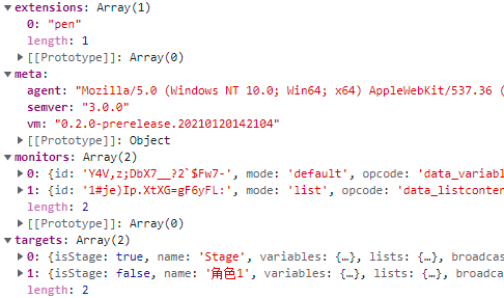 ▼extensions: Array(1)
0: "pen"
length: 1
▶[[Prototype]]: Array(0)
▼meta:
agent: "Mozilla/5.0 (Windows NT 10.0; Win64; x64) AppleWebKit/537.36 (
semver: "3.0.0"
vm: "0.2.0-prerelease.20210120142104"
▶[[Prototype]]: Object
▼monitors: Array(2)
▶0: {id: 'Y4V,z;DbX7__?2`$Fw7-', mode: 'default', opcode: 'data_variabl
▶1: {id: '1#je)Ip.XtXG=gF6yFL:', mode: 'list', opcode: 'data_listconten
length: 2
▶[[Prototype]]: Array(0)
▼targets: Array(2)
▶0: {isStage: true, name: 'Stage', variables: {…}, lists: {…}, broadcas
▶1: {isStage: false, name: '角色1', variables: {…}, lists: {…}, broadca
length: 2